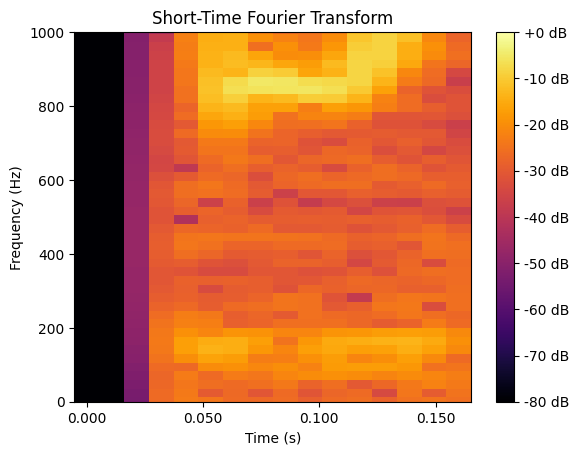 Short-Time Fourier Transform
1000
800
600
400
200
0
Frequency (Hz)
0.000
0.050
0.100
0.150
Time (s)
+0 dB
-10 dB
-20 dB
-30 dB
-40 dB
-50 dB
-60 dB
-70 dB
-80 dB